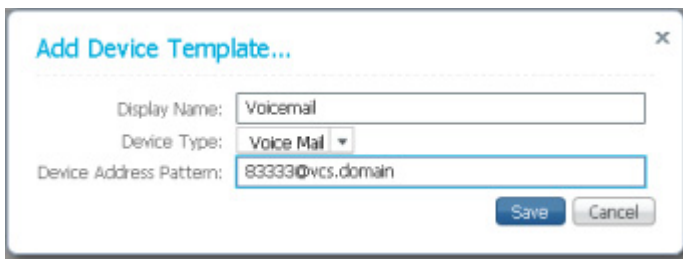 Add Device Template...
Display Name: Voicemail
Device Type: Voice Mail
Device Address Pattern: 83333@vcs.domain
Save Cancel